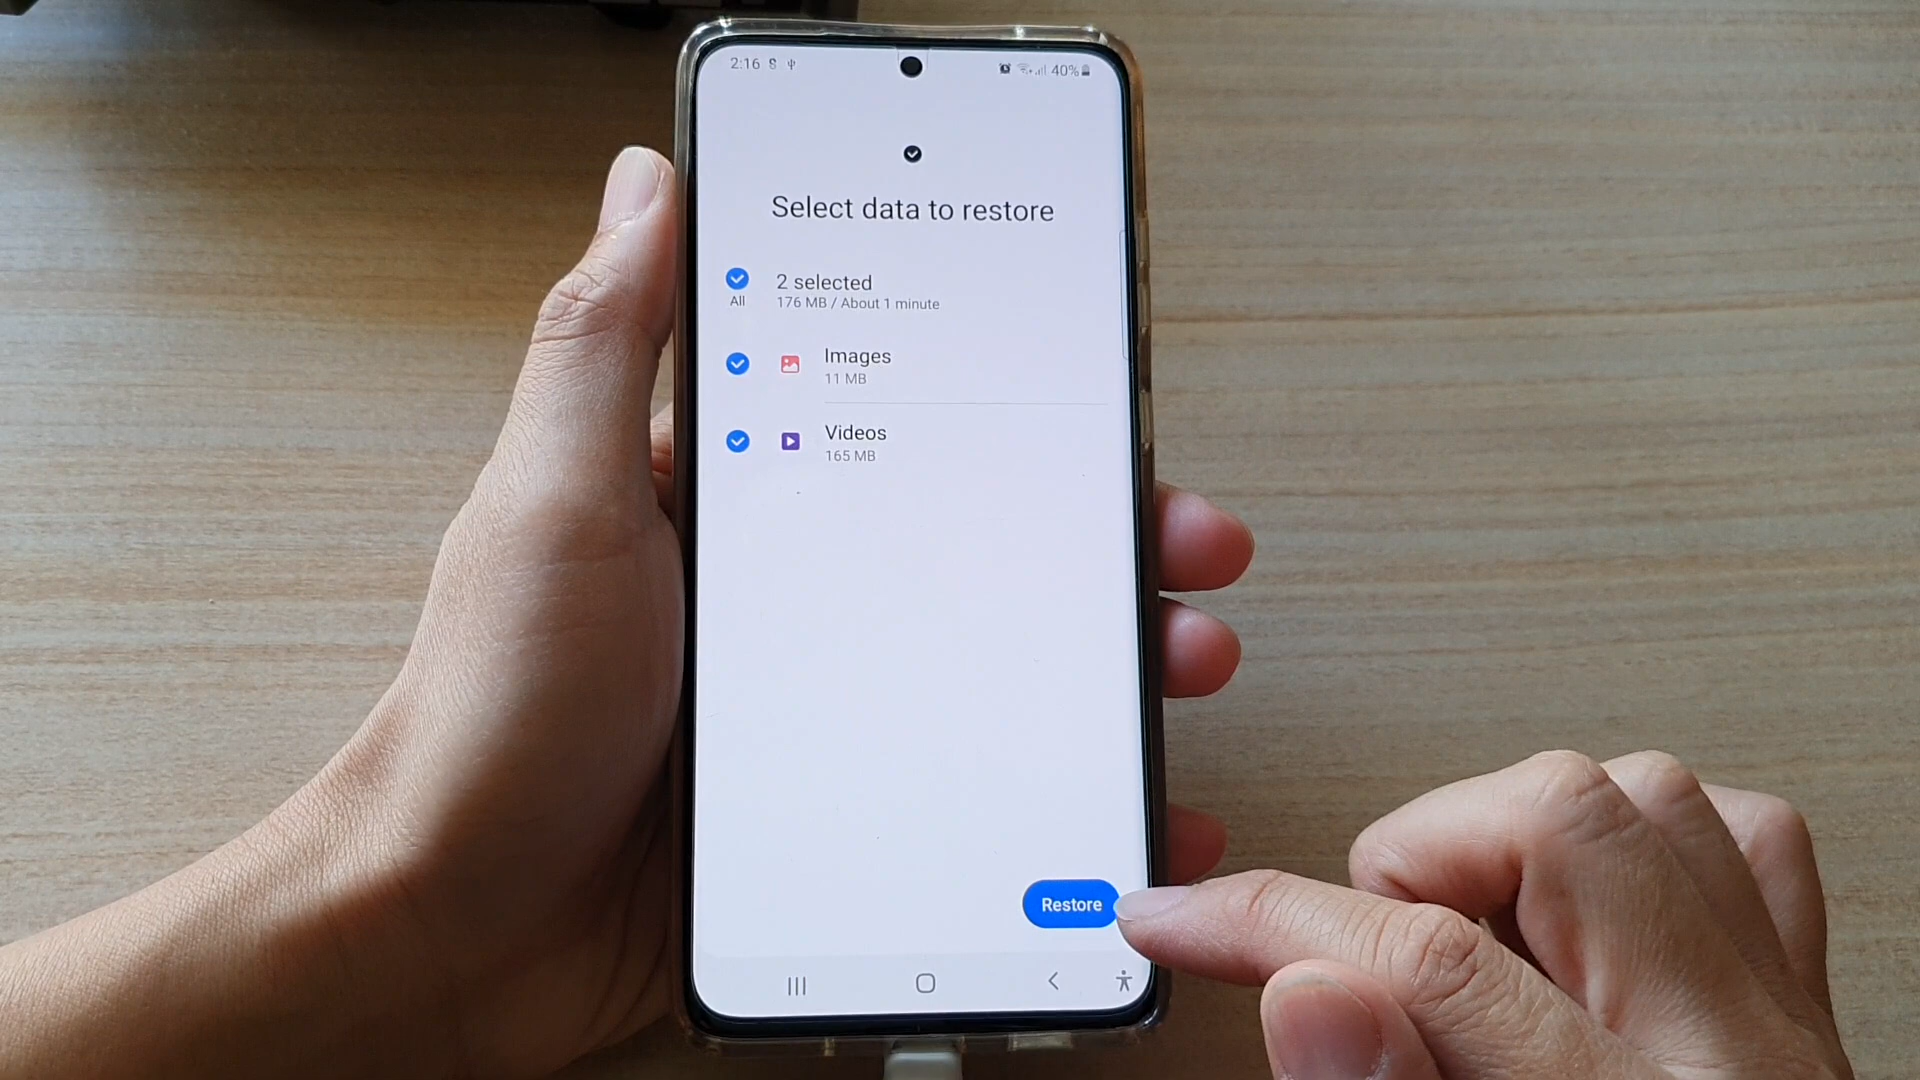 2:16
40%
Select data to restore
2 selected
All
176 MB / About 1 minute
Images
11 MB
Videos
165 MB
Restore